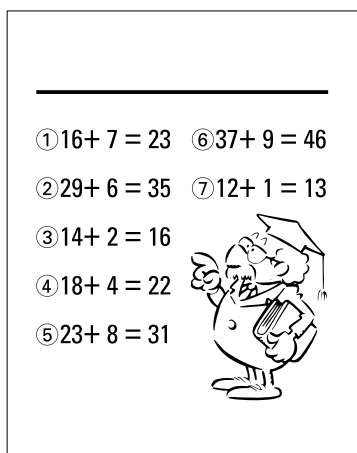 ①16+ 7 = 23
②29+ 6 = 35
③14+ 2 = 16
④18+ 4 = 22
⑤23+ 8 = 31
⑥37+ 9 = 46
⑦12+ 1 = 13